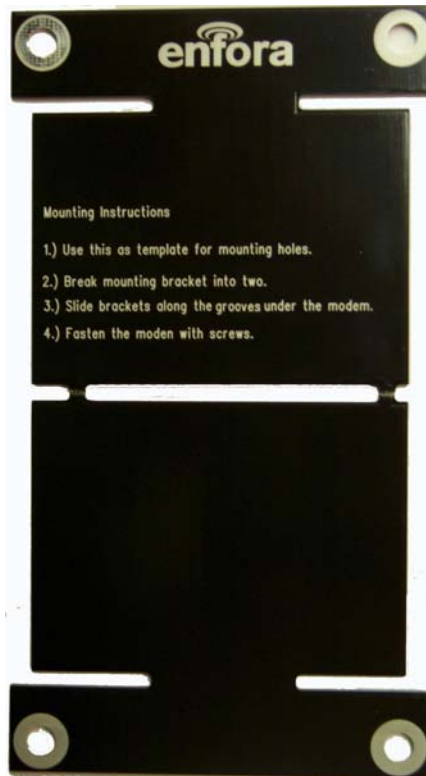 enfora
Mounting Instructions
1.) Use this as template for mounting holes.
2.) Break mounting bracket into two.
3.) Slide brackets along the grooves under the modem.
4.) Fasten the moden with screws.